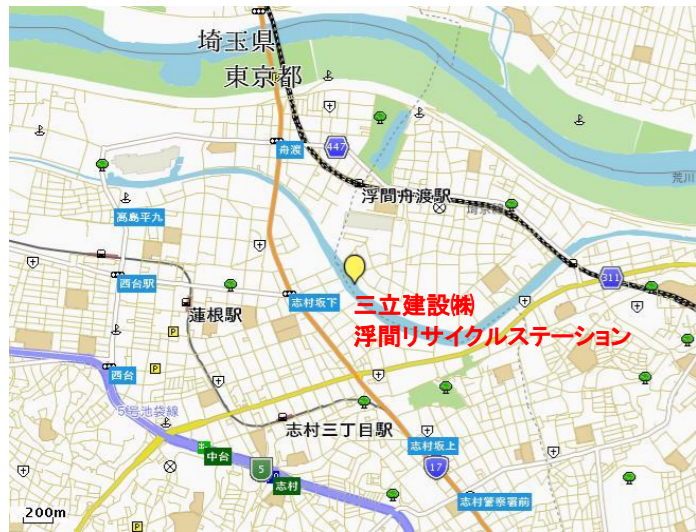 埼玉県
東京都
447
舟渡
荒川
浮間舟渡駅
埼京線
高島平九
311
西台駅
蓮根駅
志村坂下
三立建設㈱
浮間リサイクルステーション
西台
5号池袋線
志村三丁目駅
中台
5
志村
志村坂上
17
志村警察署前
200m